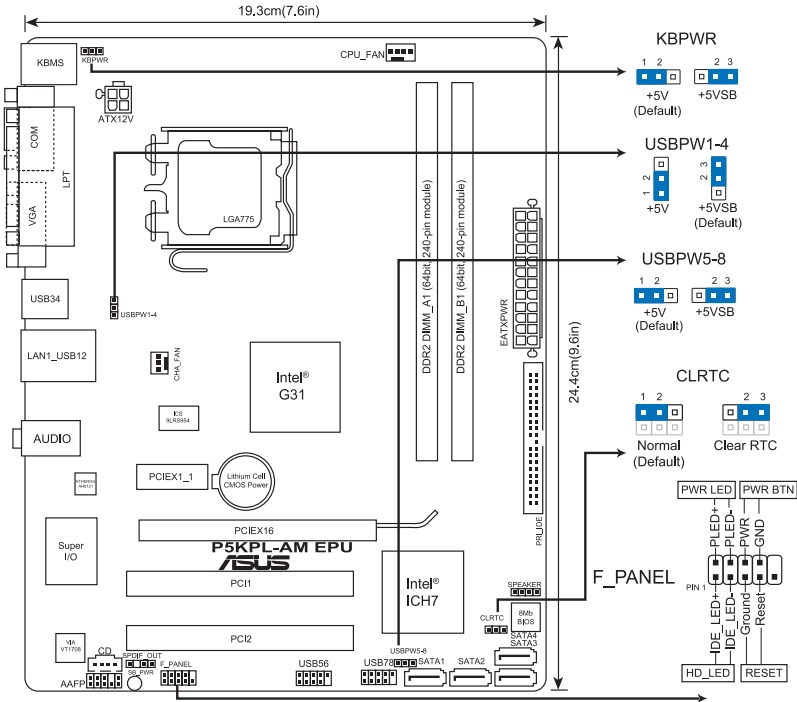 19.3cm(7.6in)
KBMS
KBPWR
CPU_FAN
ATX12V
COM
LPT
VGA
LGA775
DDR2 DIMM_A1 (64bit, 240-pin module)
DDR2 DIMM_B1 (64bit, 240-pin module)
EATXPWR
24.4cm(9.6in)
USB34
USBPW1-4
LAN1_USB12
CHA_FAN
Intel®
G31
ICS
9LRS954
AUDIO
ATHEROS
AR8121
PCIEX1_1
Lithium Cell
CMOS Power
PRI_IDE
PCIEX16
Super
I/O
P5KPL-AM EPU
ASUS
PCI1
Intel®
ICH7
SPEAKER
8Mb
BIOS
CLRTC
PCI2
SATA4
SATA3
VIA
VT1708
CD
SPDIF_OUT
SB_PWR
AAFP
F_PANEL
USB56
USB78
USBPW5-8
SATA1
SATA2
KBPWR
1 2
2 3
+5V
(Default)
+5VSB
USBPW1-4
1 2
2 3
+5V
+5VSB
(Default)
USBPW5-8
1 2
2 3
+5V
(Default)
+5VSB
CLRTC
1 2
2 3
Normal
(Default)
Clear RTC
PWR LED
PWR BTN
PLED+
PLED-
PWR
GND
F_PANEL
PIN 1
IDE_LED+
IDE_LED-
Ground
Reset
HD_LED
RESET